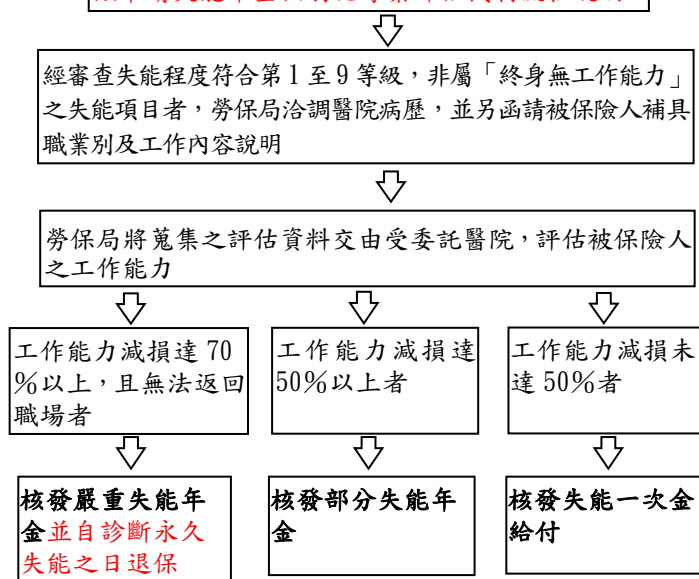 經審查失能程度符合第1至9等級，非屬「終身無工作能力」
之失能項目者，勞保局洽調醫院病歷，並另函請被保險人補具
職業別及工作內容說明
勞保局將蒐集之評估資料交由受委託醫院，評估被保險人
之工作能力
工作能力減損達70
％以上，且無法返回
職場者
工作能力減損達
50％以上者
工作能力減損未
達50％者
核發嚴重失能年
金並自診斷永久
失能之日退保
核發部分失能年
金
核發失能一次金
給付